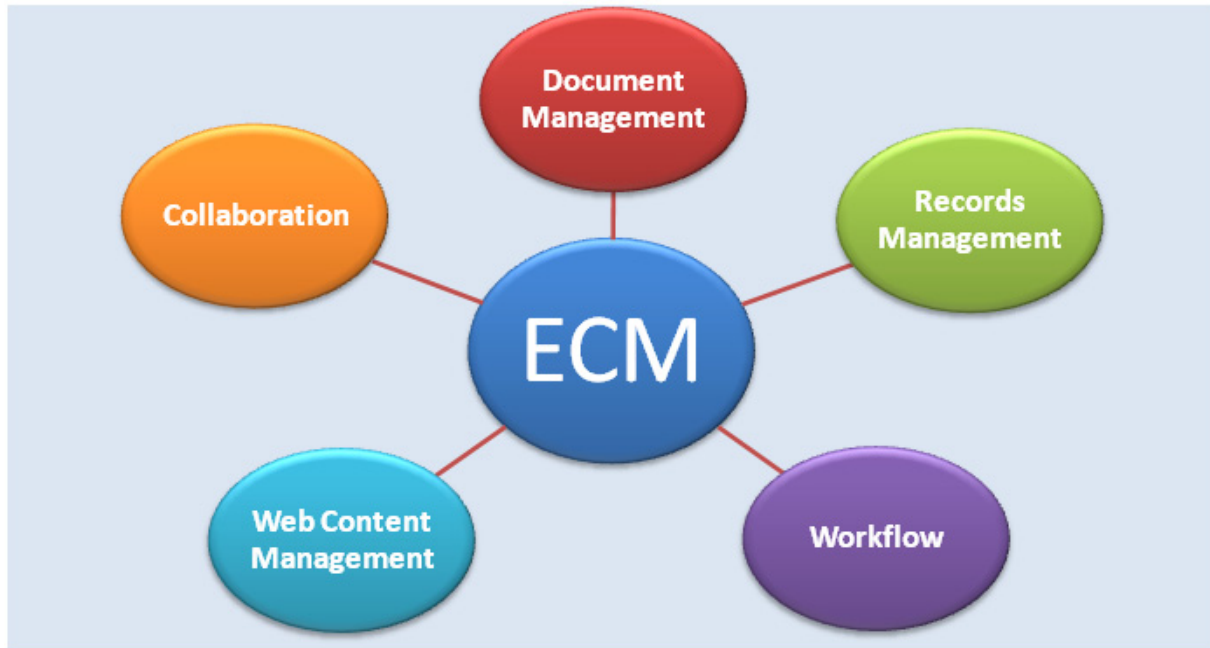 Document
Management
Collaboration
Records
Management
ECM
Web Content
Management
Workflow